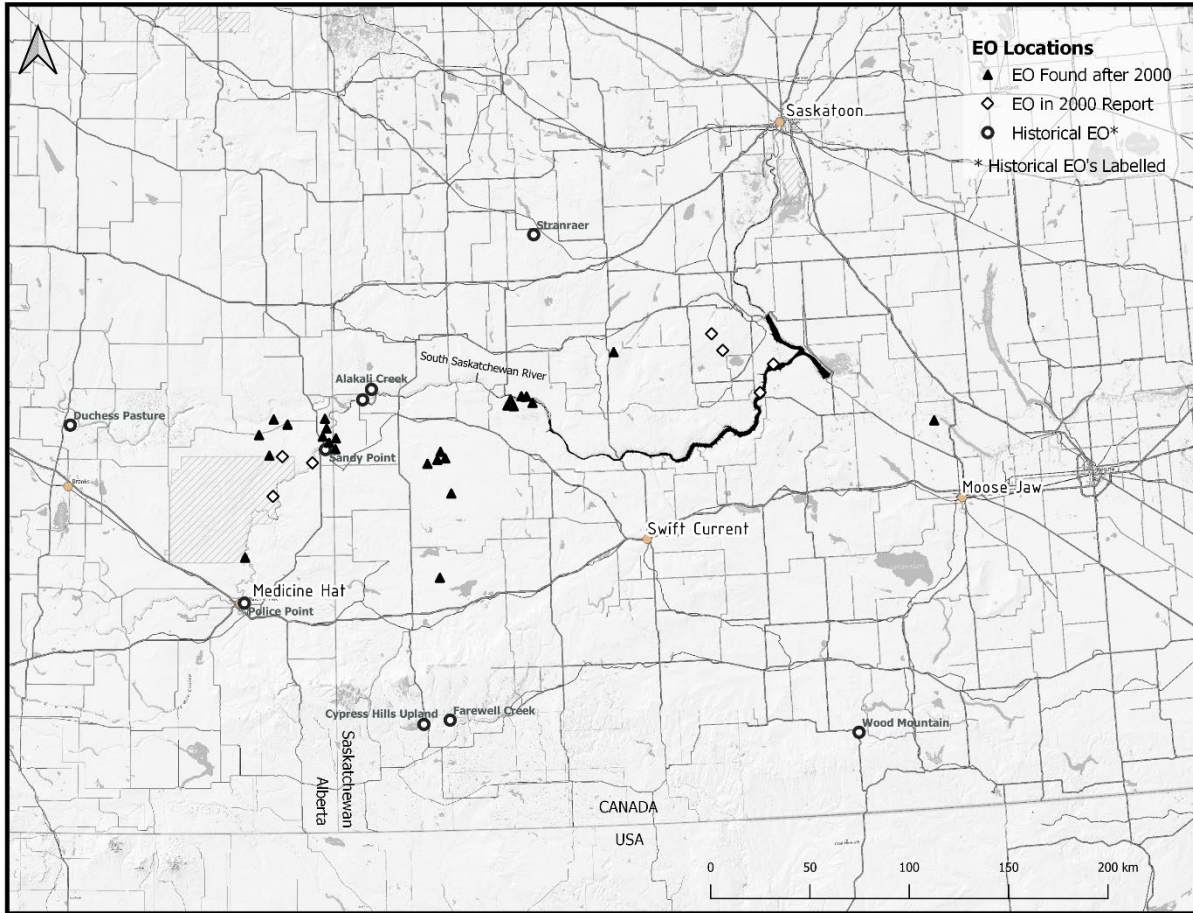 EO Locations
EO Found after 2000
EO in 2000 Report
Historical EO*
* Historical EO's Labelled
Saskatoon
Stranraer
South Saskatchewan River
Alakali Creek
Duchess Pasture
Sandy Point
Brooks
Moose Jaw
Regina
Swift Current
Medicine Hat
Police Point
Cypress Hills Upland
Farewell Creek
Wood Mountain
Alberta
Saskatchewan
CANADA
USA
0 50 100 150 200 km